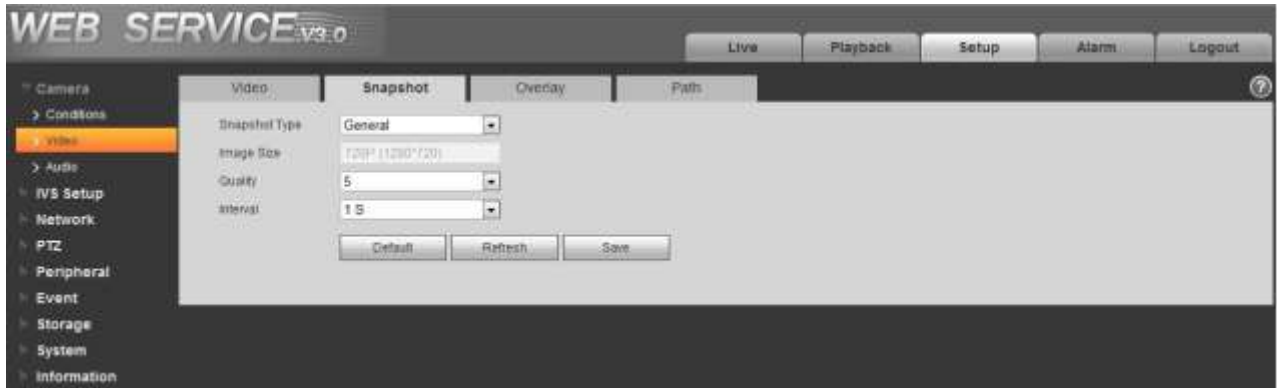 WEB SERVICE V3.0
Live Playback Setup Alarm Logout
Camera
Conditions
Video
Audio
IVS Setup
Network
PTZ
Peripheral
Event
Storage
System
Information
Video Snapshot Overlay Path
Snapshot Type General
Image Size 720P (1280*720)
Quality 5
Interval 1 S
Default Refresh Save